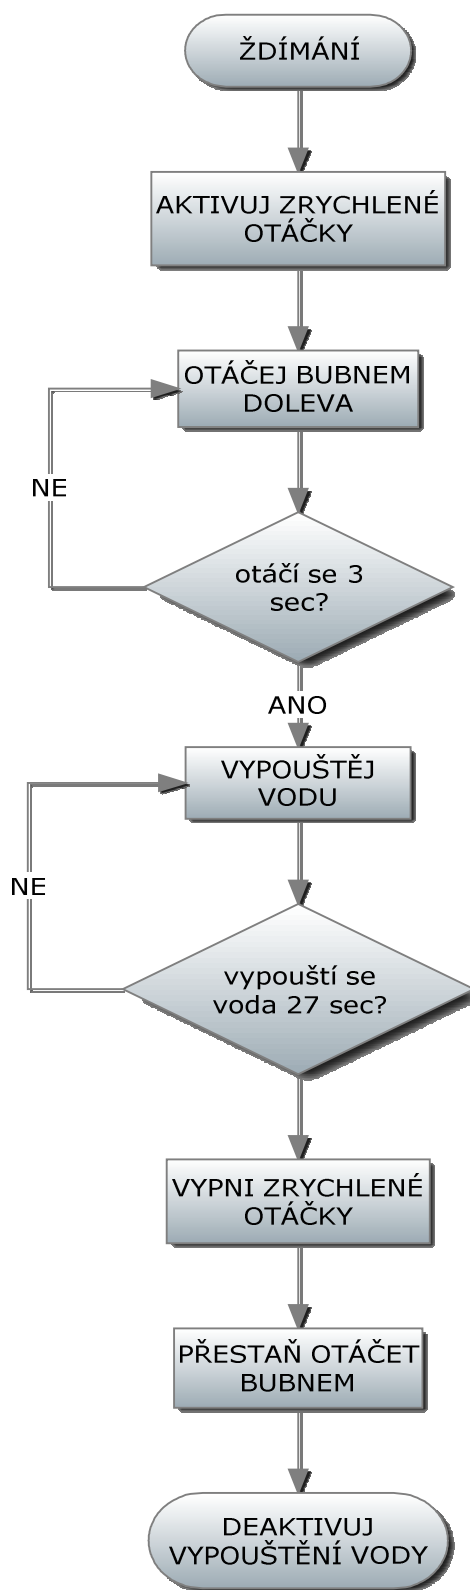 ŽDÍMÁNÍ
AKTIVUJ ZRYCHLENÉ
OTÁČKY
OTÁČEJ BUBNEM
DOLEVA
NE
otáčí se 3
sec?
ANO
VYPOUŠTĚJ
VODU
NE
vypouští se
voda 27 sec?
VYPNI ZRYCHLENÉ
OTÁČKY
PŘESTAŇ OTÁČET
BUBNEM
DEAKTIVUJ
VYPOUŠTĚNÍ VODY